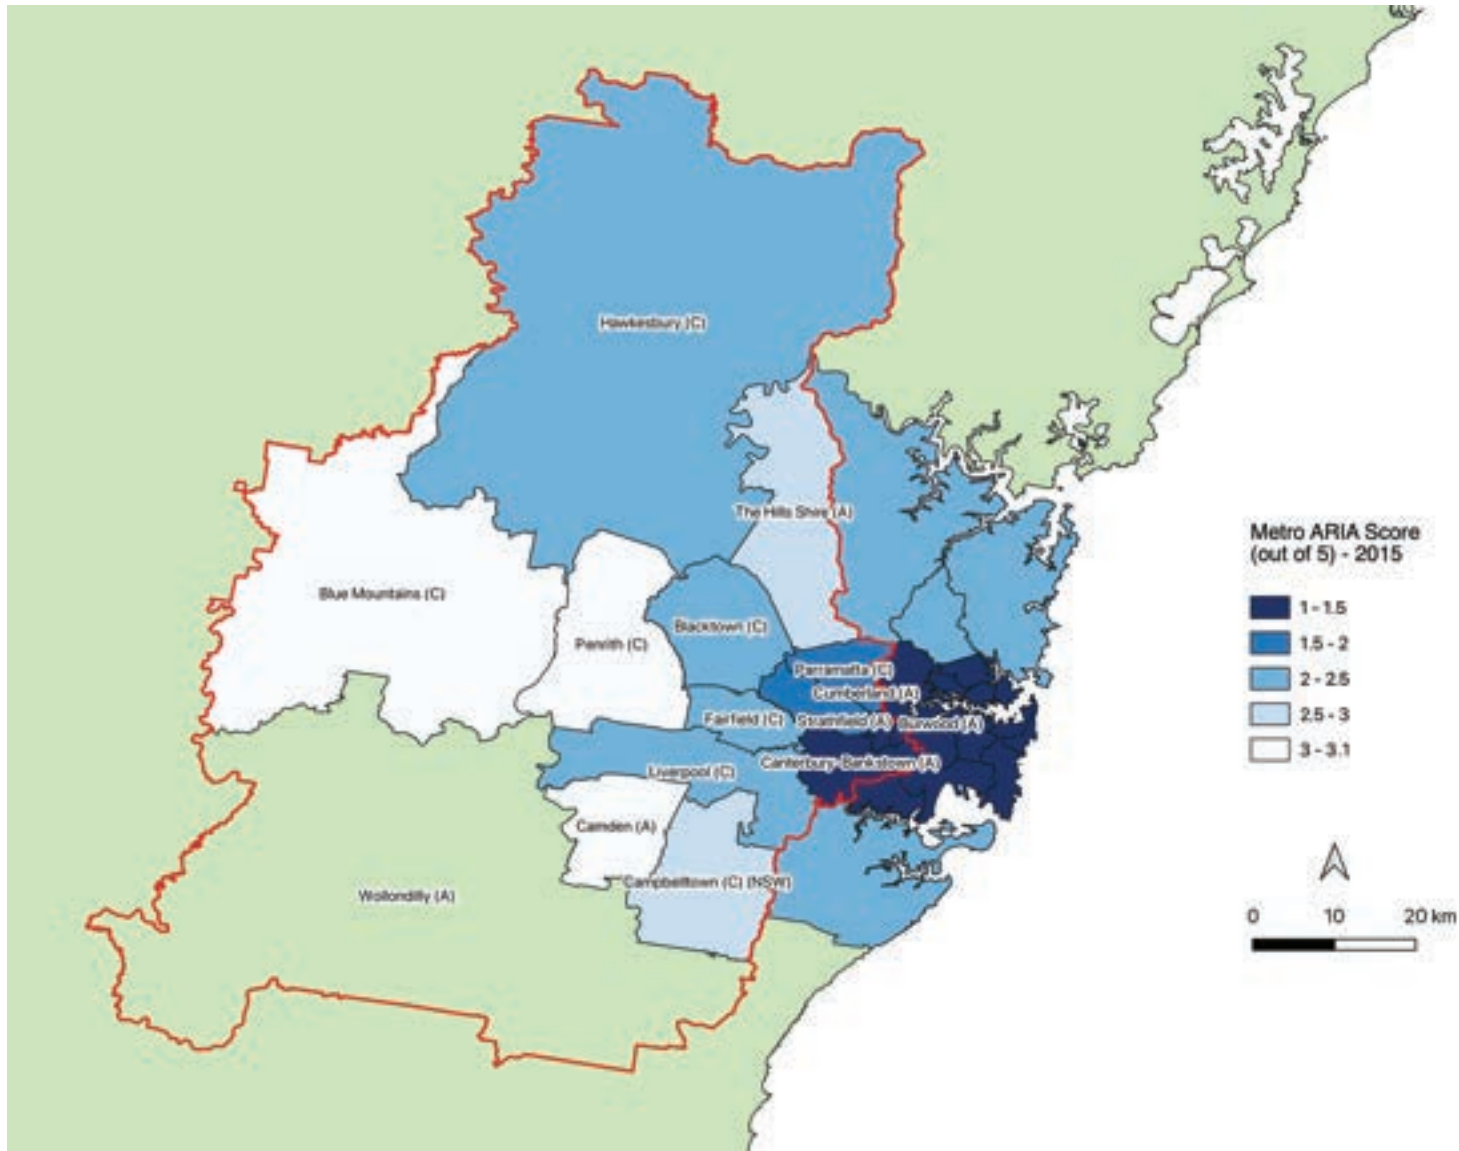 Hawkesbury (C)
The Hills Shire (A)
Metro ARIA Score
(out of 5) - 2015
1 - 1.5
1.5 - 2
2 - 2.5
2.5 - 3
3 - 3.1
Blue Mountains (C)
Penrith (C)
Blacktown (C)
Parramatta (C)
Cumberland (A)
Fairfield (C)
Strathfield (A)
Burwood (A)
Canterbury-Bankstown (A)
Liverpool (C)
Camden (A)
Campbelltown (C) (NSW)
Wollondilly (A)
0 10 20 km